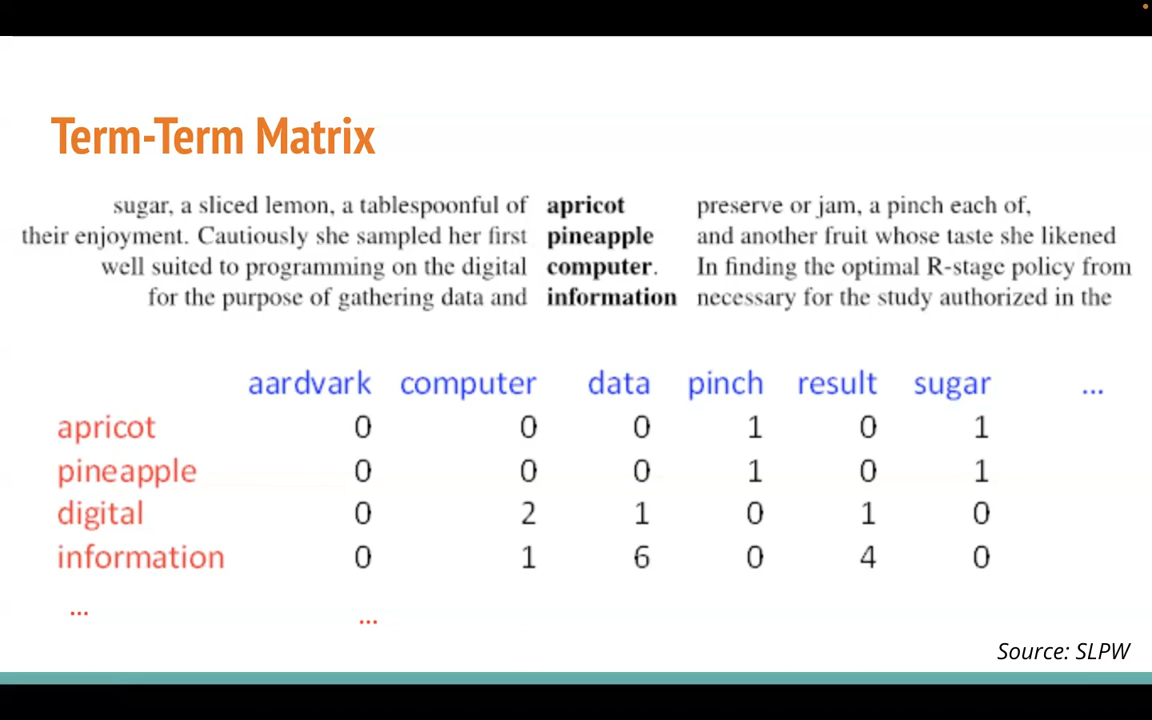 Term-Term Matrix
sugar, a sliced lemon, a tablespoonful of apricot preserve or jam, a pinch each of,
their enjoyment. Cautiously she sampled her first pineapple and another fruit whose taste she likened
well suited to programming on the digital computer. In finding the optimal R-stage policy from
for the purpose of gathering data and information necessary for the study authorized in the
aardvark computer data pinch result sugar ...
apricot 0 0 0 1 0 1
pineapple 0 0 0 1 0 1
digital 0 2 1 0 1 0
information 0 1 6 0 4 0
... ...
Source: SLPW